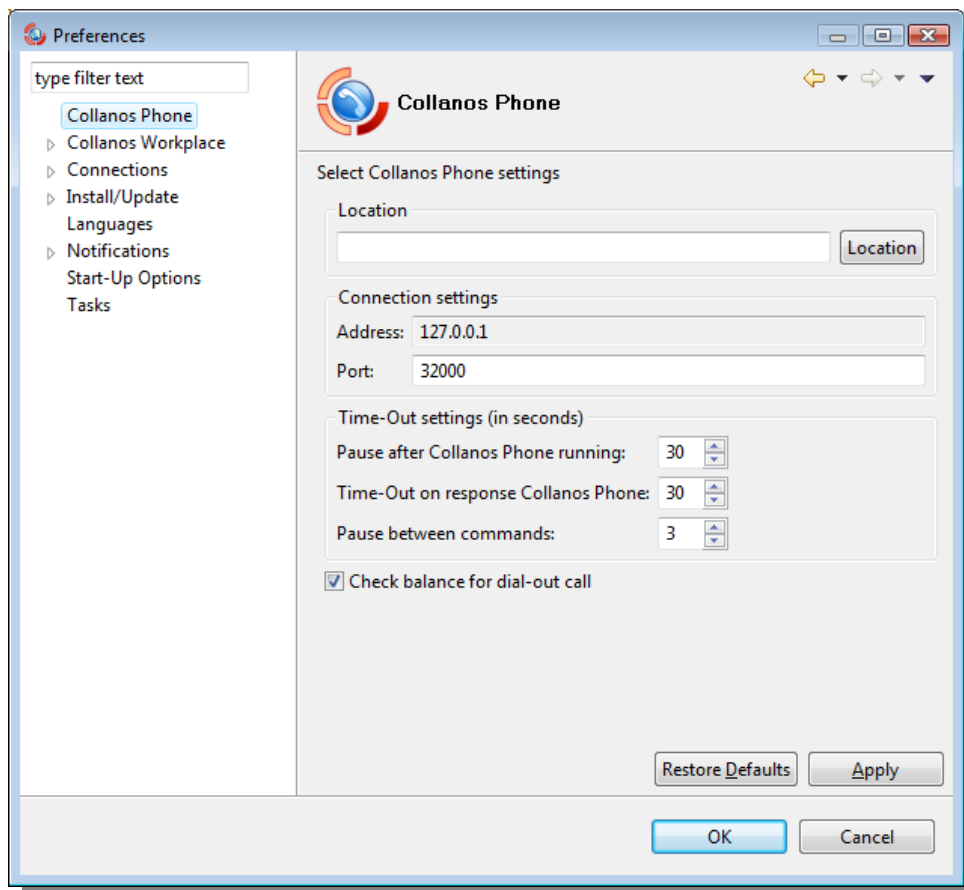 Preferences
type filter text
Collanos Phone
Collanos Workplace
Connections
Install/Update
Languages
Notifications
Start-Up Options
Tasks
Collanos Phone
Select Collanos Phone settings
Location
Location
Connection settings
Address: 127.0.0.1
Port: 32000
Time-Out settings (in seconds)
Pause after Collanos Phone running: 30
Time-Out on response Collanos Phone: 30
Pause between commands: 3
Check balance for dial-out call
Restore Defaults Apply
OK Cancel